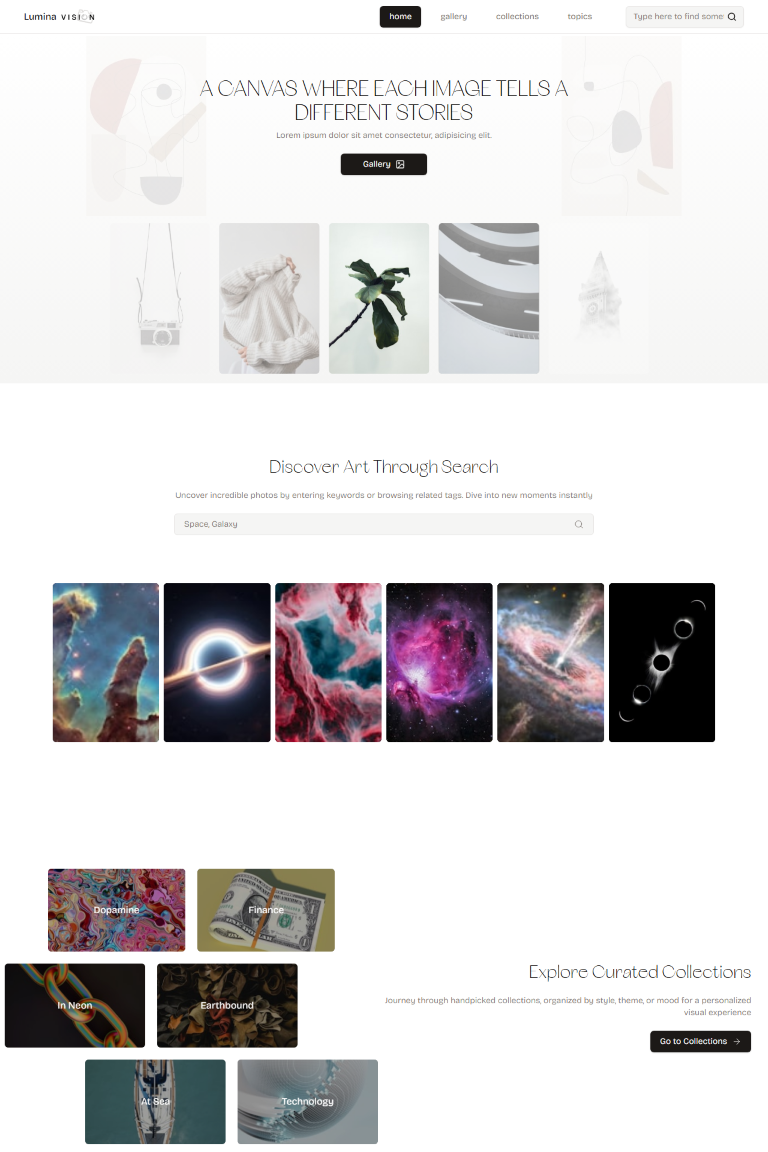 Lumina VISION
home
gallery
collections
topics
Type here to find some
A CANVAS WHERE EACH IMAGE TELLS A
DIFFERENT STORIES
Lorem ipsum dolor sit amet consectetur, adipisicing elit.
Gallery
Discover Art Through Search
Uncover incredible photos by entering keywords or browsing related tags. Dive into new moments instantly
Space, Galaxy
Dopamine
Finance
In Neon
Earthbound
Explore Curated Collections
Journey through handpicked collections, organized by style, theme, or mood for a personalized
visual experience
Go to Collections
At Sea
Technology